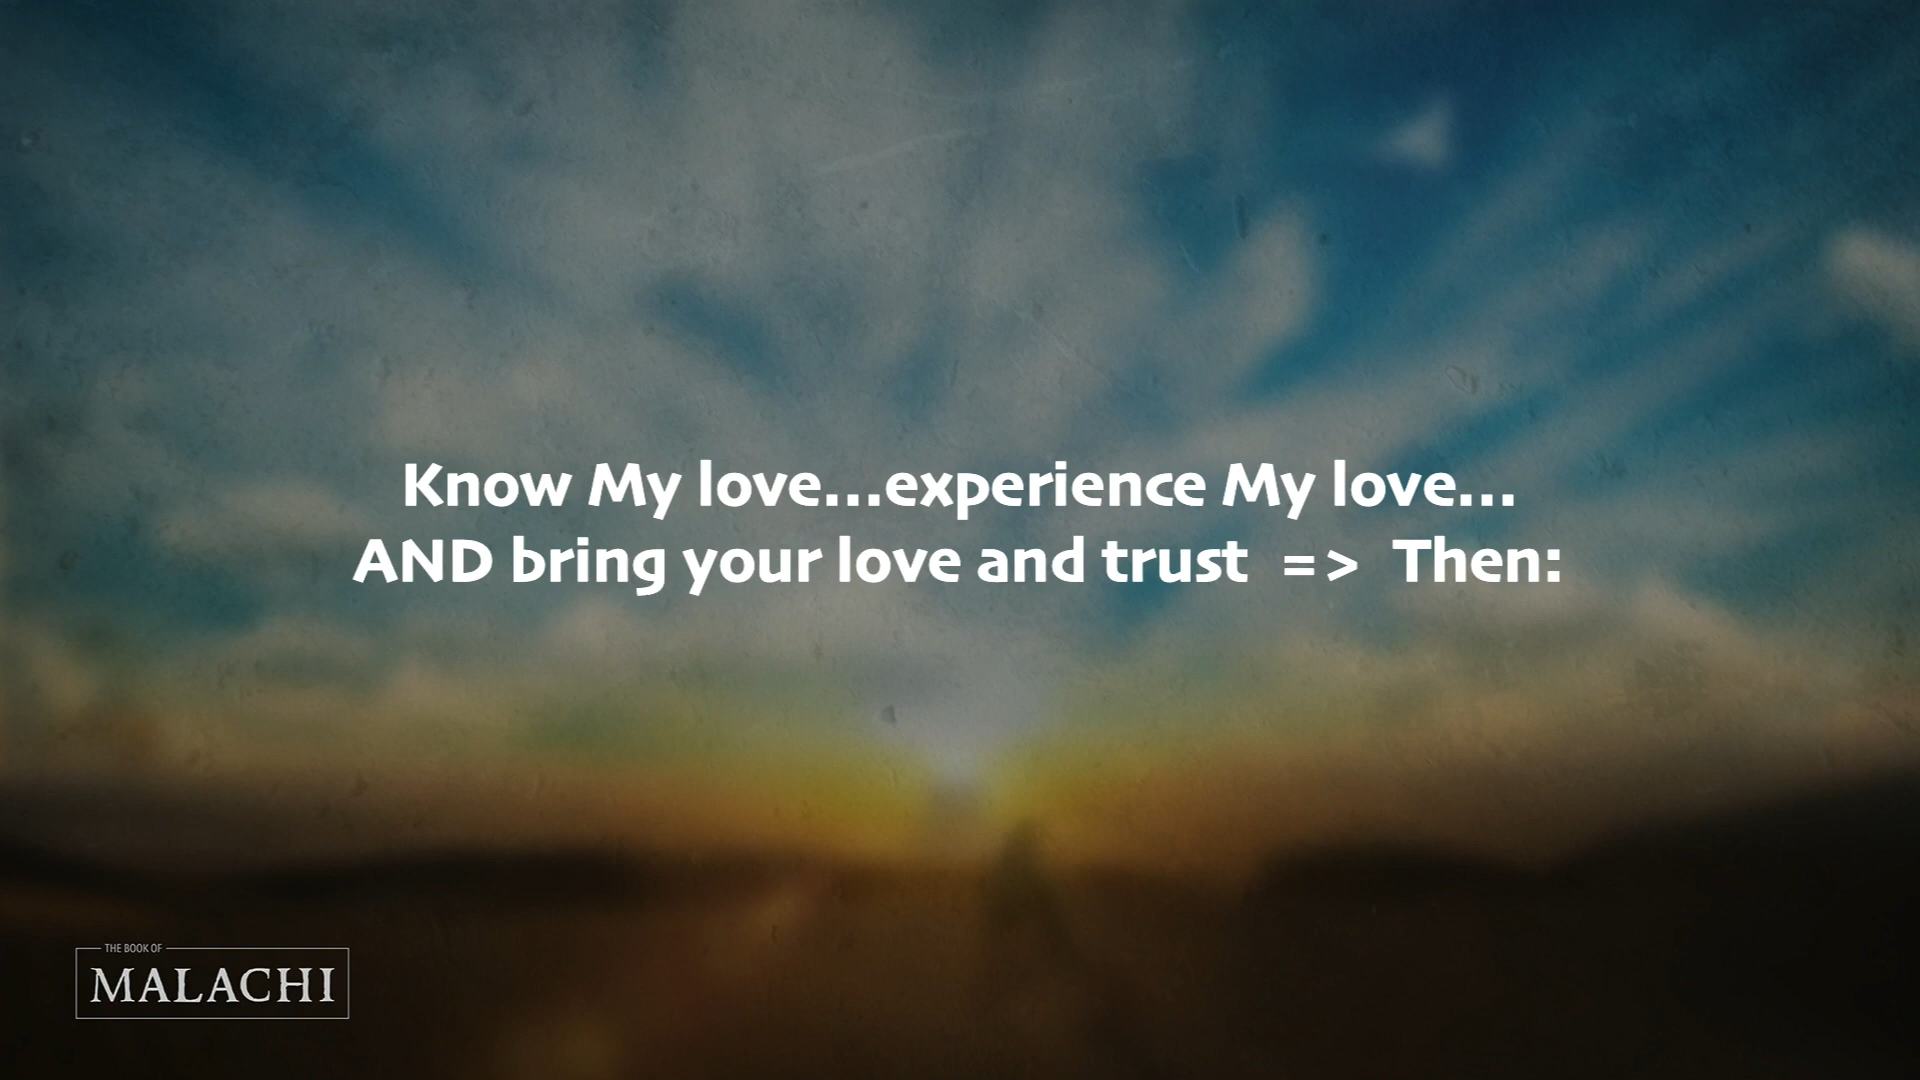 Know My love...experience My love...
AND bring your love and trust => Then:
THE BOOK OF
MALACHI